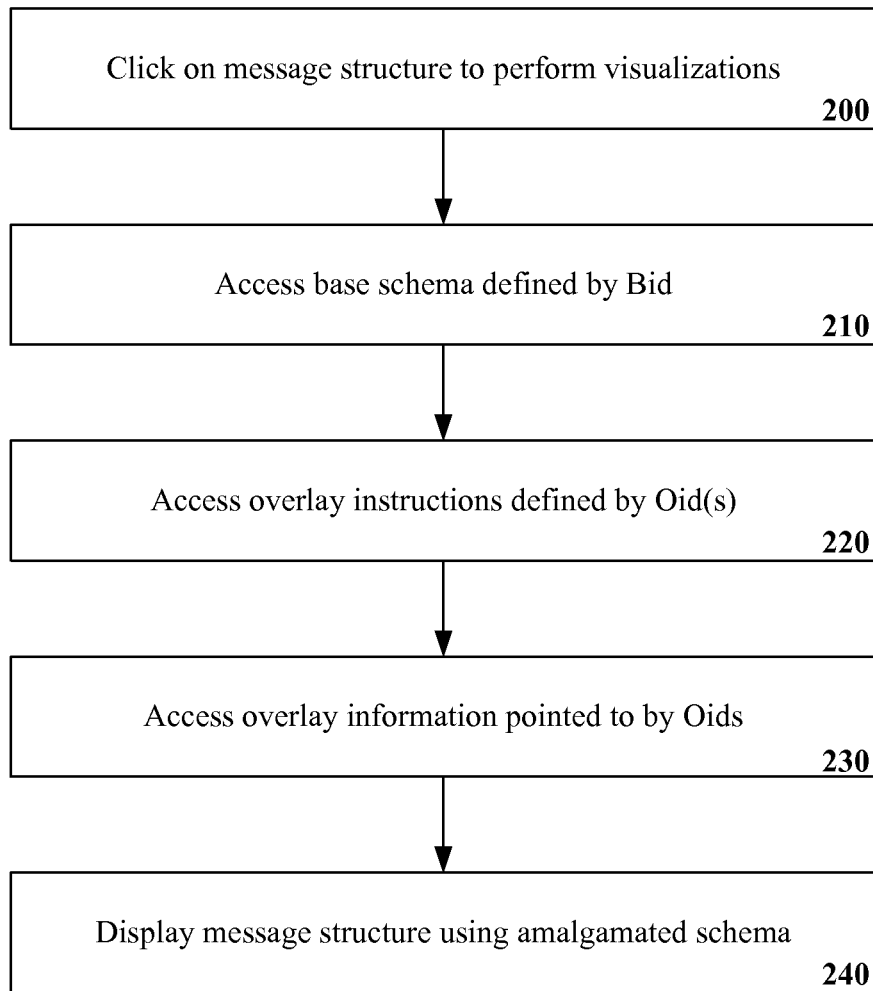 Click on message structure to perform visualizations
200
Access base schema defined by Bid
210
Access overlay instructions defined by Oid(s)
220
Access overlay information pointed to by Oids
230
Display message structure using amalgamated schema
240